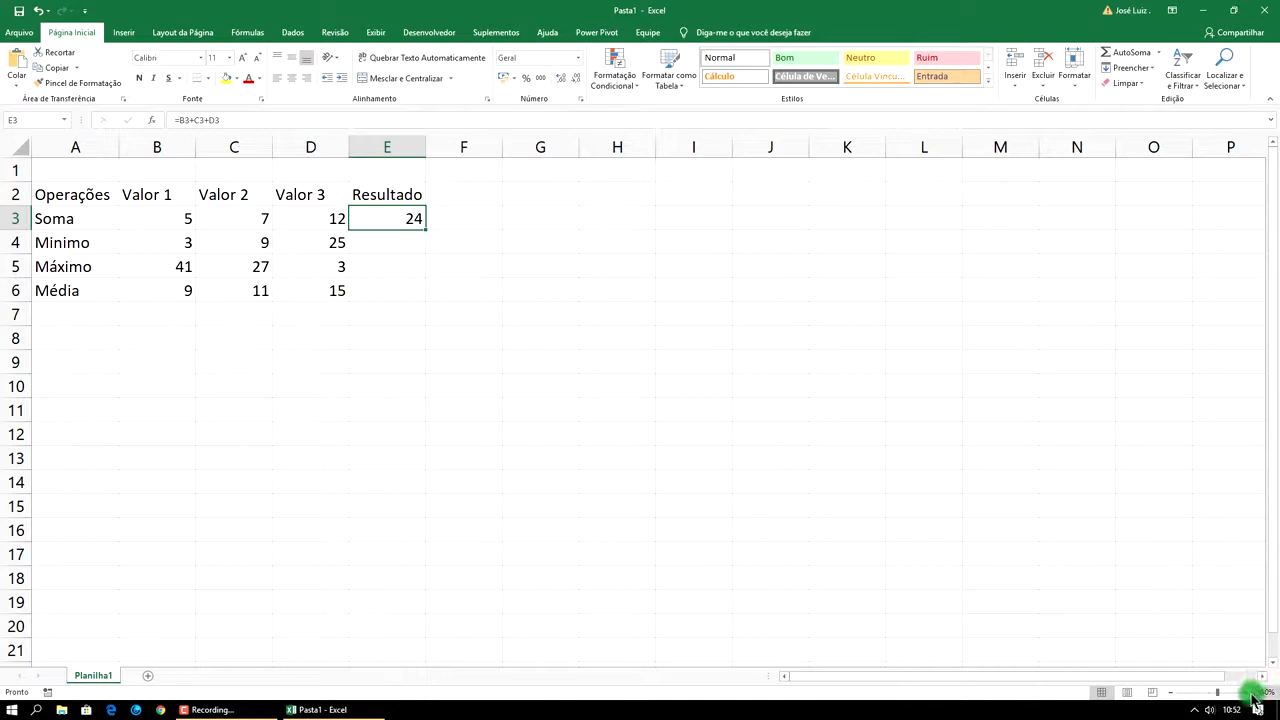 Pasta1 - Excel
José Luiz .
Arquivo Página Inicial Inserir Layout da Página Fórmulas Dados Revisão Exibir Desenvolvedor Suplementos Ajuda Power Pivot Equipe Diga-me o que você deseja fazer Compartilhar
Colar
Recortar
Copiar
Pincel de Formatação
Área de Transferência
Calibri 11
N I S
Fonte
Quebrar Texto Automaticamente
Mesclar e Centralizar
Alinhamento
Geral
% 000
Número
Formatação Condicional
Formatar como Tabela
Normal Bom Neutro Ruim
Cálculo Célula de Ve... Célula Vincu... Entrada
Estilos
Inserir Excluir Formatar
Células
AutoSoma
Preencher
Limpar
Classificar e Filtrar
Localizar e Selecionar
Edição
E3 fx =B3+C3+D3
A B C D E F G H I J K L M N O P
1
2 Operações Valor 1 Valor 2 Valor 3 Resultado
3 Soma 5 7 12 24
4 Minimo 3 9 25
5 Máximo 41 27 3
6 Média 9 11 15
7
8
9
10
11
12
13
14
15
16
17
18
19
20
21
Planilha1
Pronto
Recording... Pasta1 - Excel 10:52